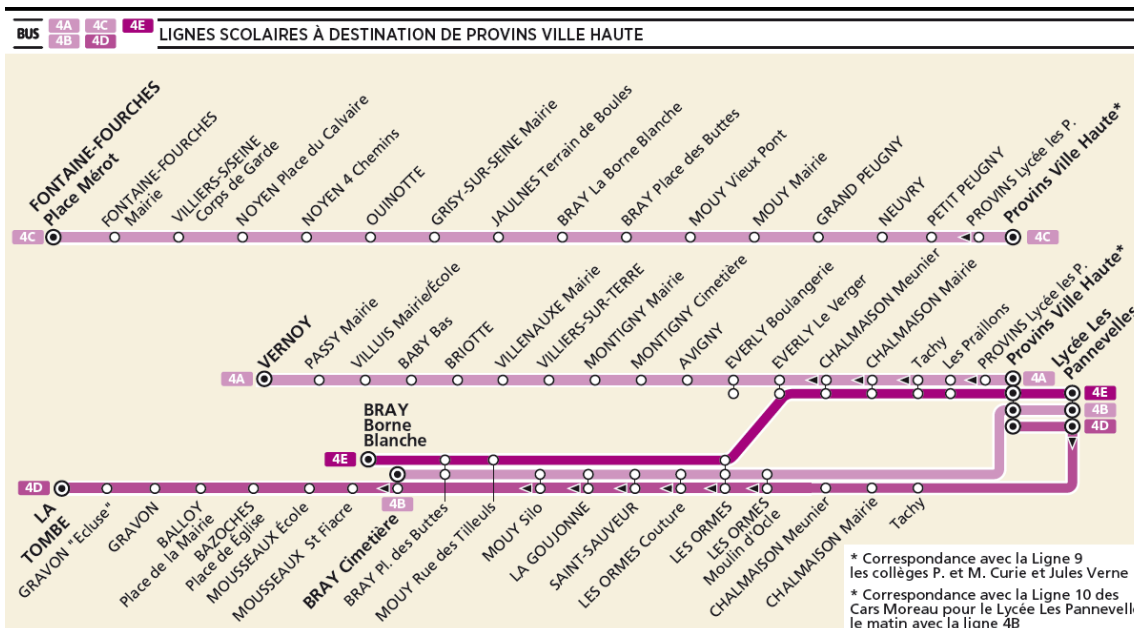 BUS 4A 4C 4E
4B 4D
LIGNES SCOLAIRES À DESTINATION DE PROVINS VILLE HAUTE
4C
FONTAINE-FOURCHES
Place Mérot
FONTAINE-FOURCHES
Mairie
VILLIERS-S/SEINE
Corps de Garde
NOYEN Place du Calvaire
NOYEN 4 Chemins
OUINOTTE
GRISY-SUR-SEINE Mairie
JAULNES Terrain de Boules
BRAY La Borne Blanche
BRAY Place des Buttes
MOUY Vieux Pont
MOUY Mairie
GRAND PEUGNY
NEUVRY
PETIT PEUGNY
PROVINS Lycée les P.
Provins Ville Haute*
4C
4A
VERNOY
PASSY Mairie
VILLUIS Mairie/École
BABY Bas
BRIOTTE
VILLENAUXE Mairie
VILLIERS-SUR-TERRE
MONTIGNY Mairie
MONTIGNY Cimetière
AVIGNY
EVERLY Boulangerie
EVERLY Le Verger
CHALMAISON Meunier
CHALMAISON Mairie
Tachy
Les Praillons
PROVINS Lycée les P.
Provins Ville Haute*
Lycée Les
Pannevelles
4A
4E
4B
4D
BRAY
Borne
Blanche
4E
4D
4B
LA
TOMBE
GRAVON "Ecluse"
GRAVON
BALLOY
Place de la Mairie
BAZOCHES
Place de Église
MOUSSEAUX École
MOUSSEAUX St Fiacre
BRAY Cimetière
BRAY Pl. des Buttes
MOUY Rue des Tilleuls
MOUY Silo
LA GOUJONNE
SAINT-SAUVEUR
LES ORMES Couture
LES ORMES
LES ORMES
Moulin d'Ocle
CHALMAISON Meunier
CHALMAISON Mairie
Tachy
* Correspondance avec la Ligne 9
les collèges P. et M. Curie et Jules Verne
* Correspondance avec la Ligne 10 des
Cars Moreau pour le Lycée Les Pannevelle
le matin avec la ligne 4B